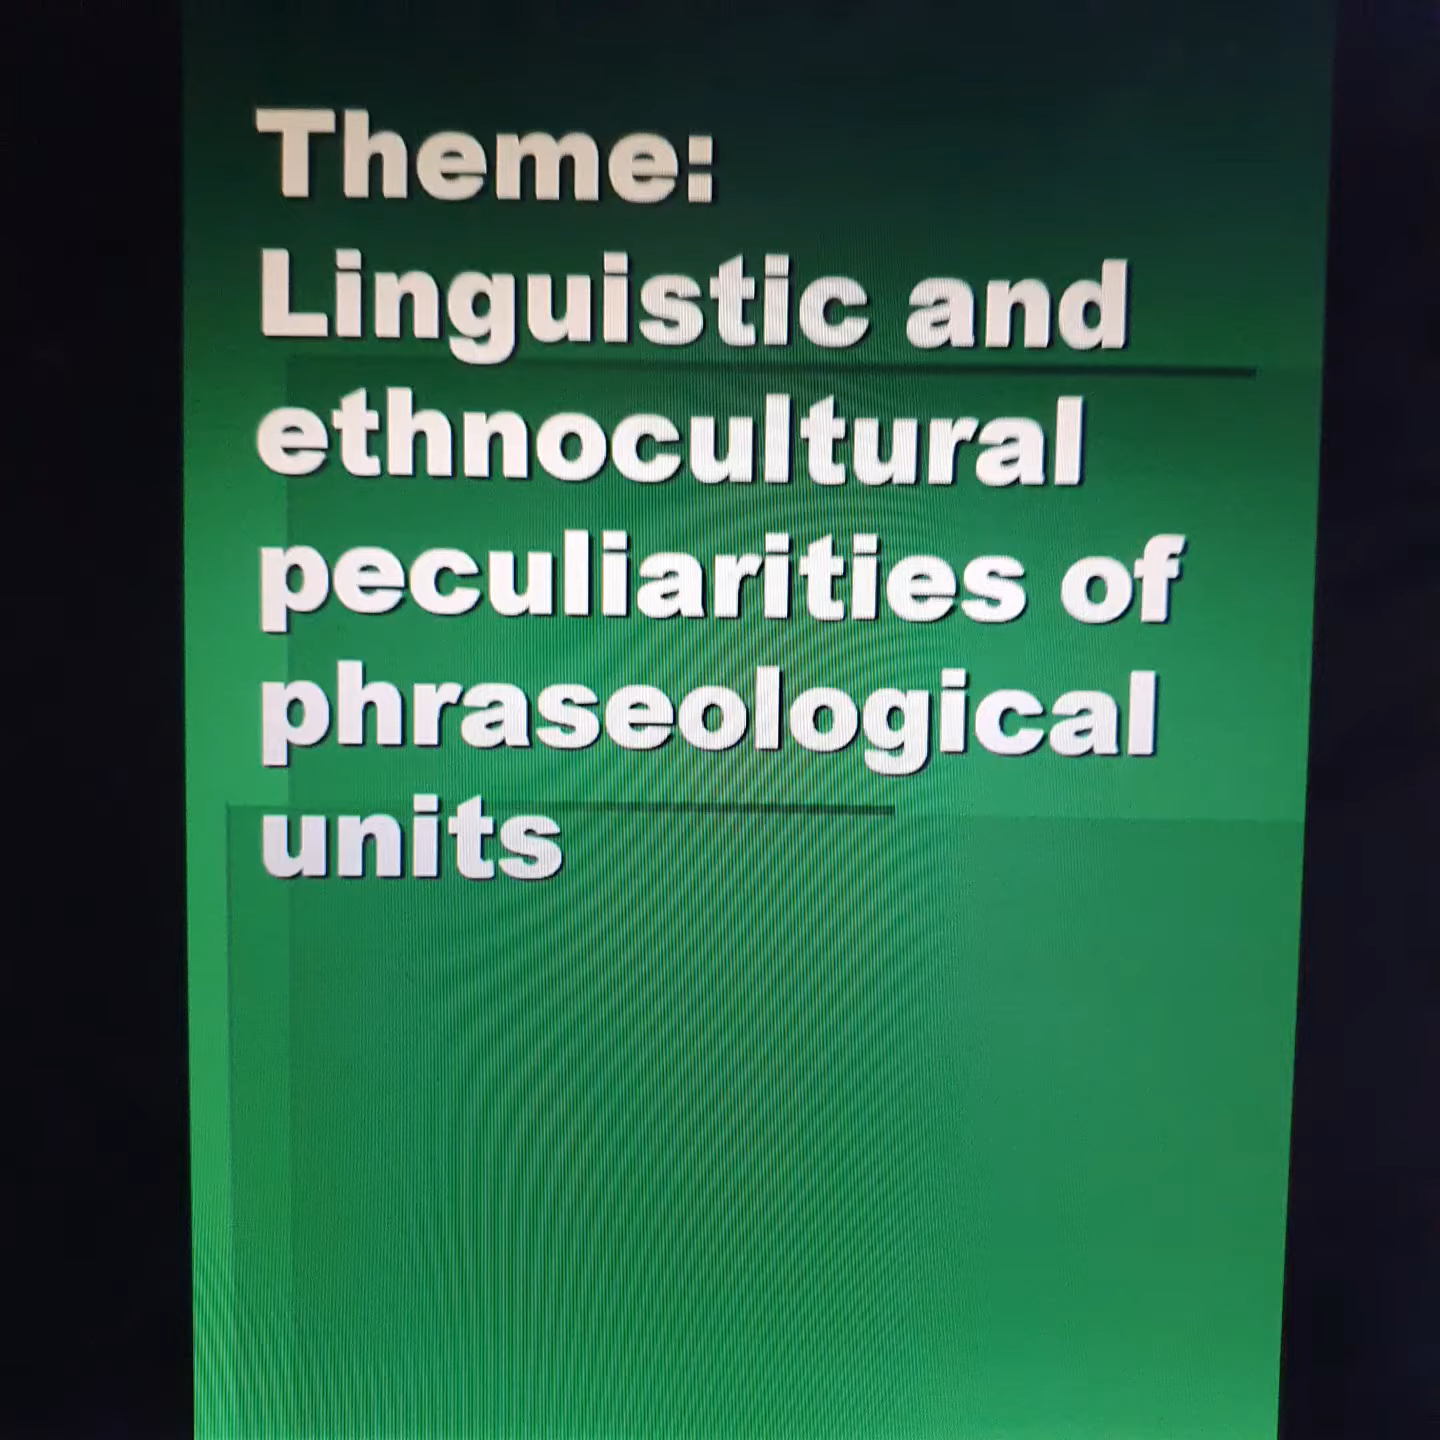 Theme:
Linguistic and
ethnocultural
peculiarities of
phraseological
units